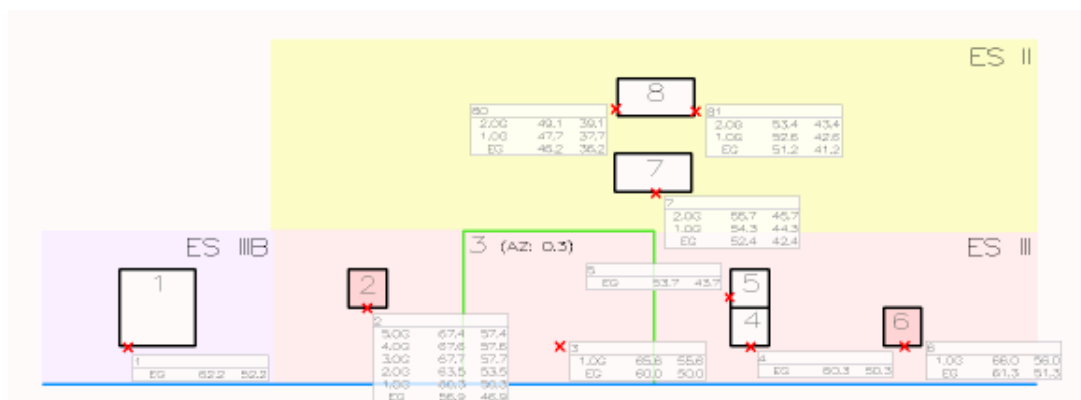 ES II
8
80
2.OG 49.1 39.1
1.OG 47.7 37.7
EG 46.2 36.2
81
2.OG 53.4 43.4
1.OG 52.6 42.6
EG 51.2 41.2
7
7
2.OG 55.7 45.7
1.OG 54.3 44.3
EG 52.4 42.4
ES IIIB
3 (AZ: 0.3)
ES III
1
2
5
EG 53.7 43.7
5
4
6
2
5.OG 67.4 57.4
4.OG 67.6 57.6
3.OG 67.7 57.7
2.OG 63.5 53.5
1.OG 60.3 50.3
EG 56.9 46.9
3
1.OG 65.6 55.6
EG 60.0 50.0
1
EG 62.2 52.2
4
EG 60.3 50.3
6
1.OG 66.0 56.0
EG 61.3 51.3